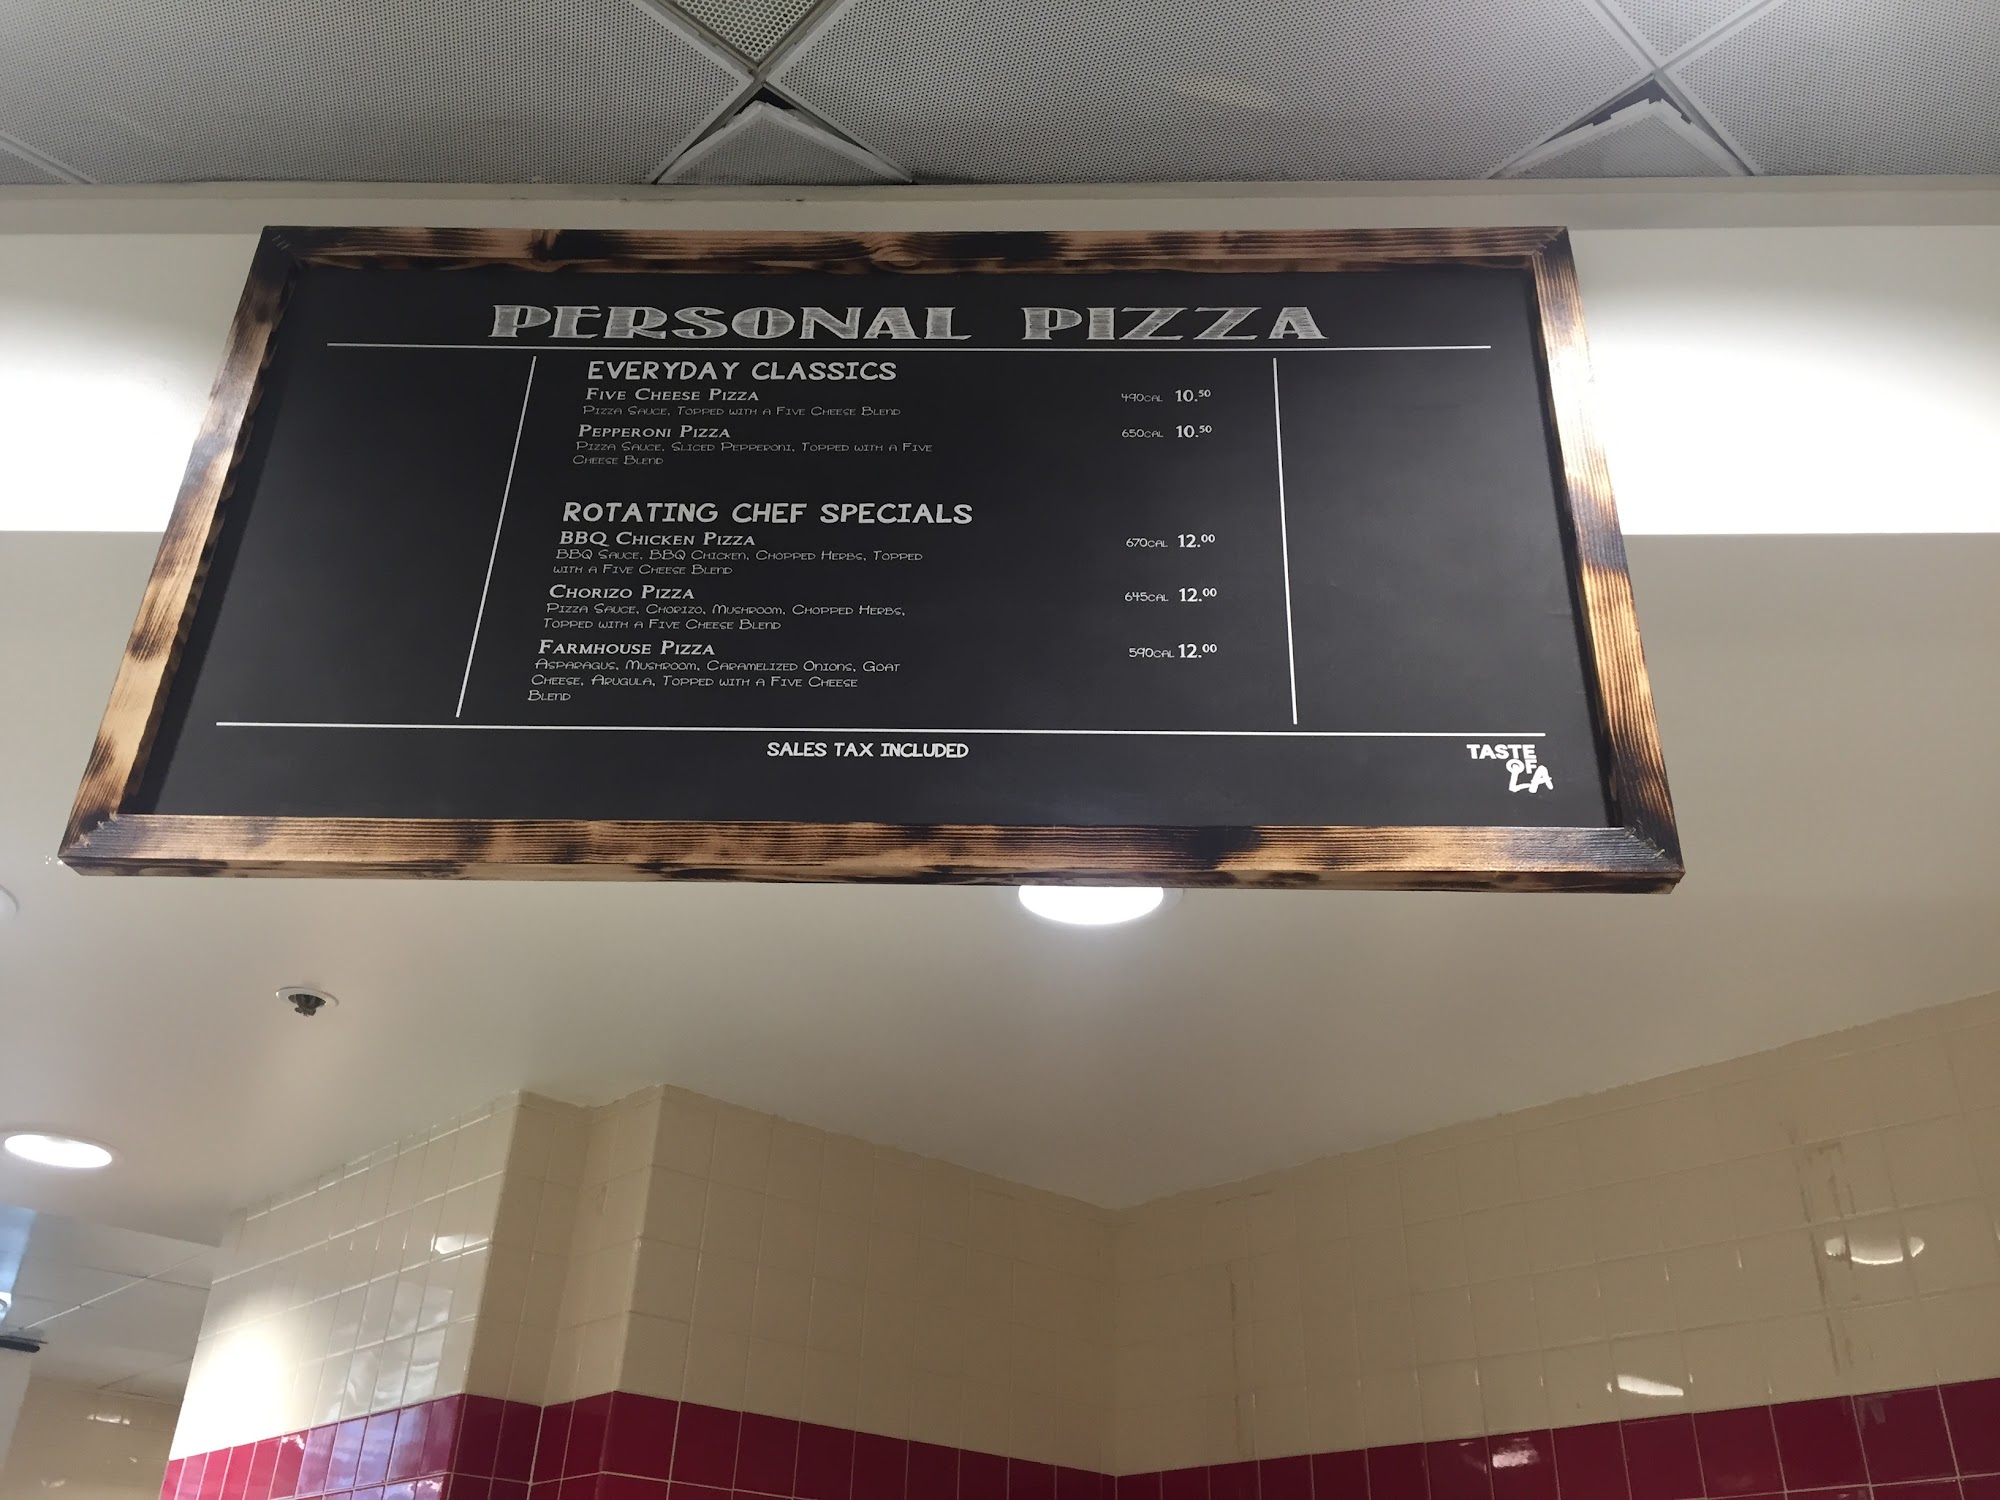 PERSONAL PIZZA
EVERYDAY CLASSICS
FIVE CHEESE PIZZA 490CAL 10.50
PIZZA SAUCE, TOPPED WITH A FIVE CHEESE BLEND
PEPPERONI PIZZA 650CAL 10.50
PIZZA SAUCE, SLICED PEPPERONI, TOPPED WITH A FIVE
CHEESE BLEND
ROTATING CHEF SPECIALS
BBQ CHICKEN PIZZA 670CAL 12.00
BBQ SAUCE, BBQ CHICKEN, CHOPPED HERBS, TOPPED
WITH A FIVE CHEESE BLEND
CHORIZO PIZZA 645CAL 12.00
PIZZA SAUCE, CHORIZO, MUSHROOM, CHOPPED HERBS,
TOPPED WITH A FIVE CHEESE BLEND
FARMHOUSE PIZZA 590CAL 12.00
ASPARAGUS, MUSHROOM, CARAMELIZED ONIONS, GOAT
CHEESE, ARUGULA, TOPPED WITH A FIVE CHEESE
BLEND
SALES TAX INCLUDED
TASTE
OF
LA